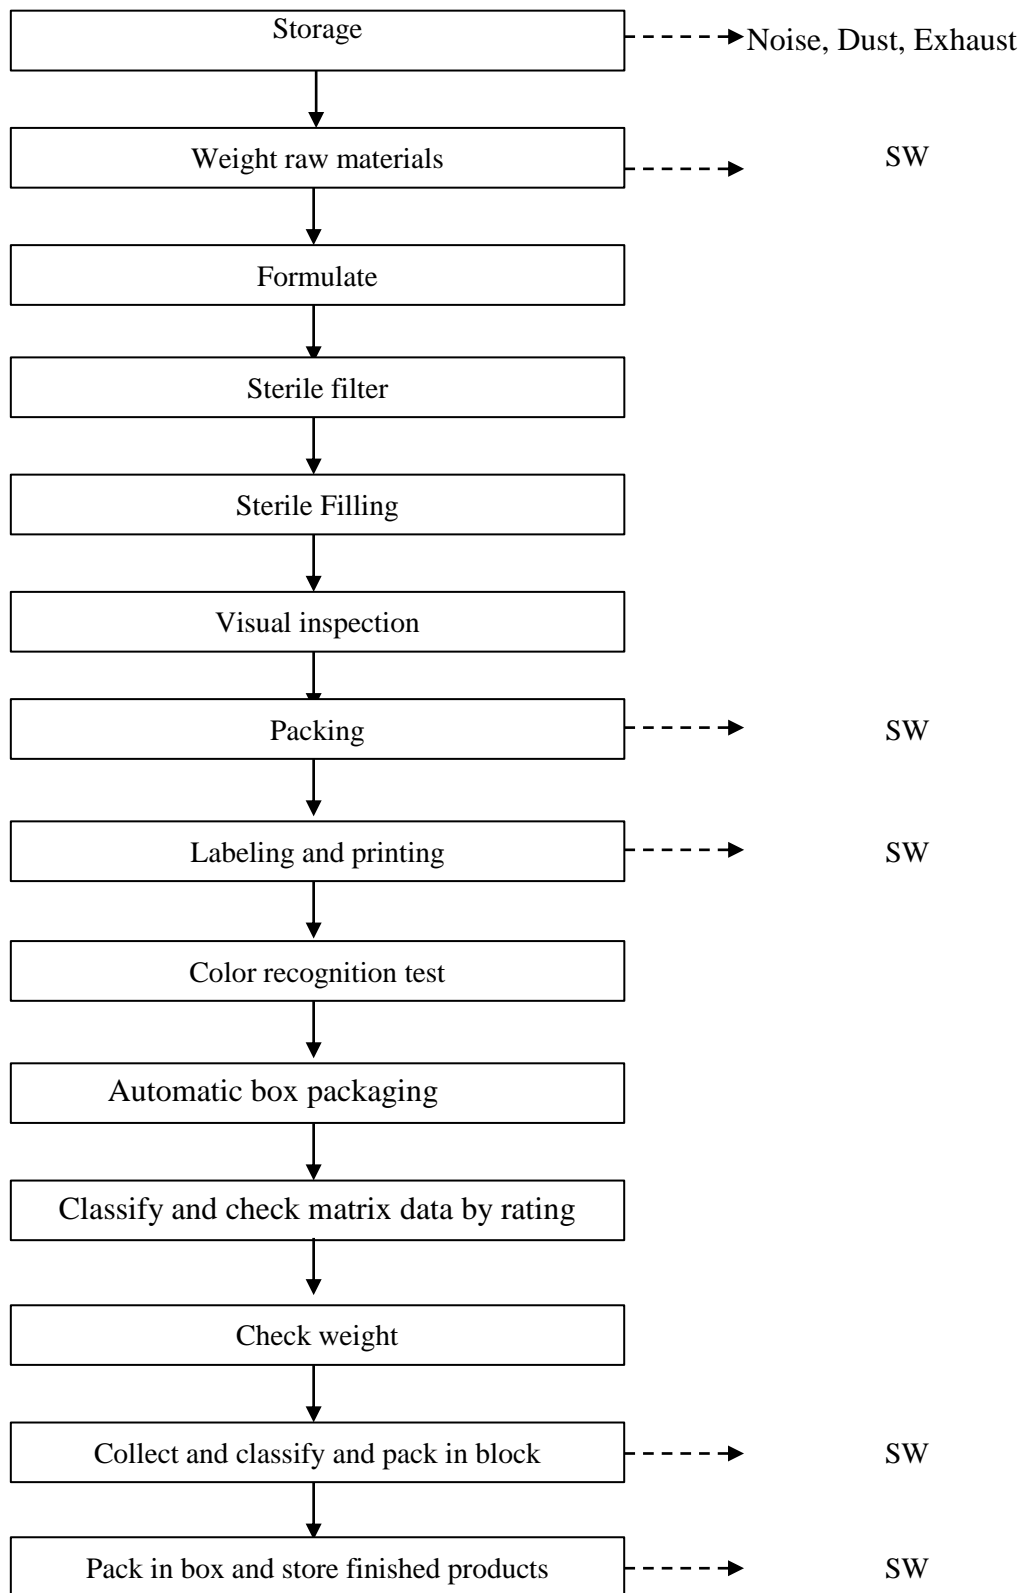 Storage
Noise, Dust, Exhaust
Weight raw materials
SW
Formulate
Sterile filter
Sterile Filling
Visual inspection
Packing
SW
Labeling and printing
SW
Color recognition test
Automatic box packaging
Classify and check matrix data by rating
Check weight
Collect and classify and pack in block
SW
Pack in box and store finished products
SW